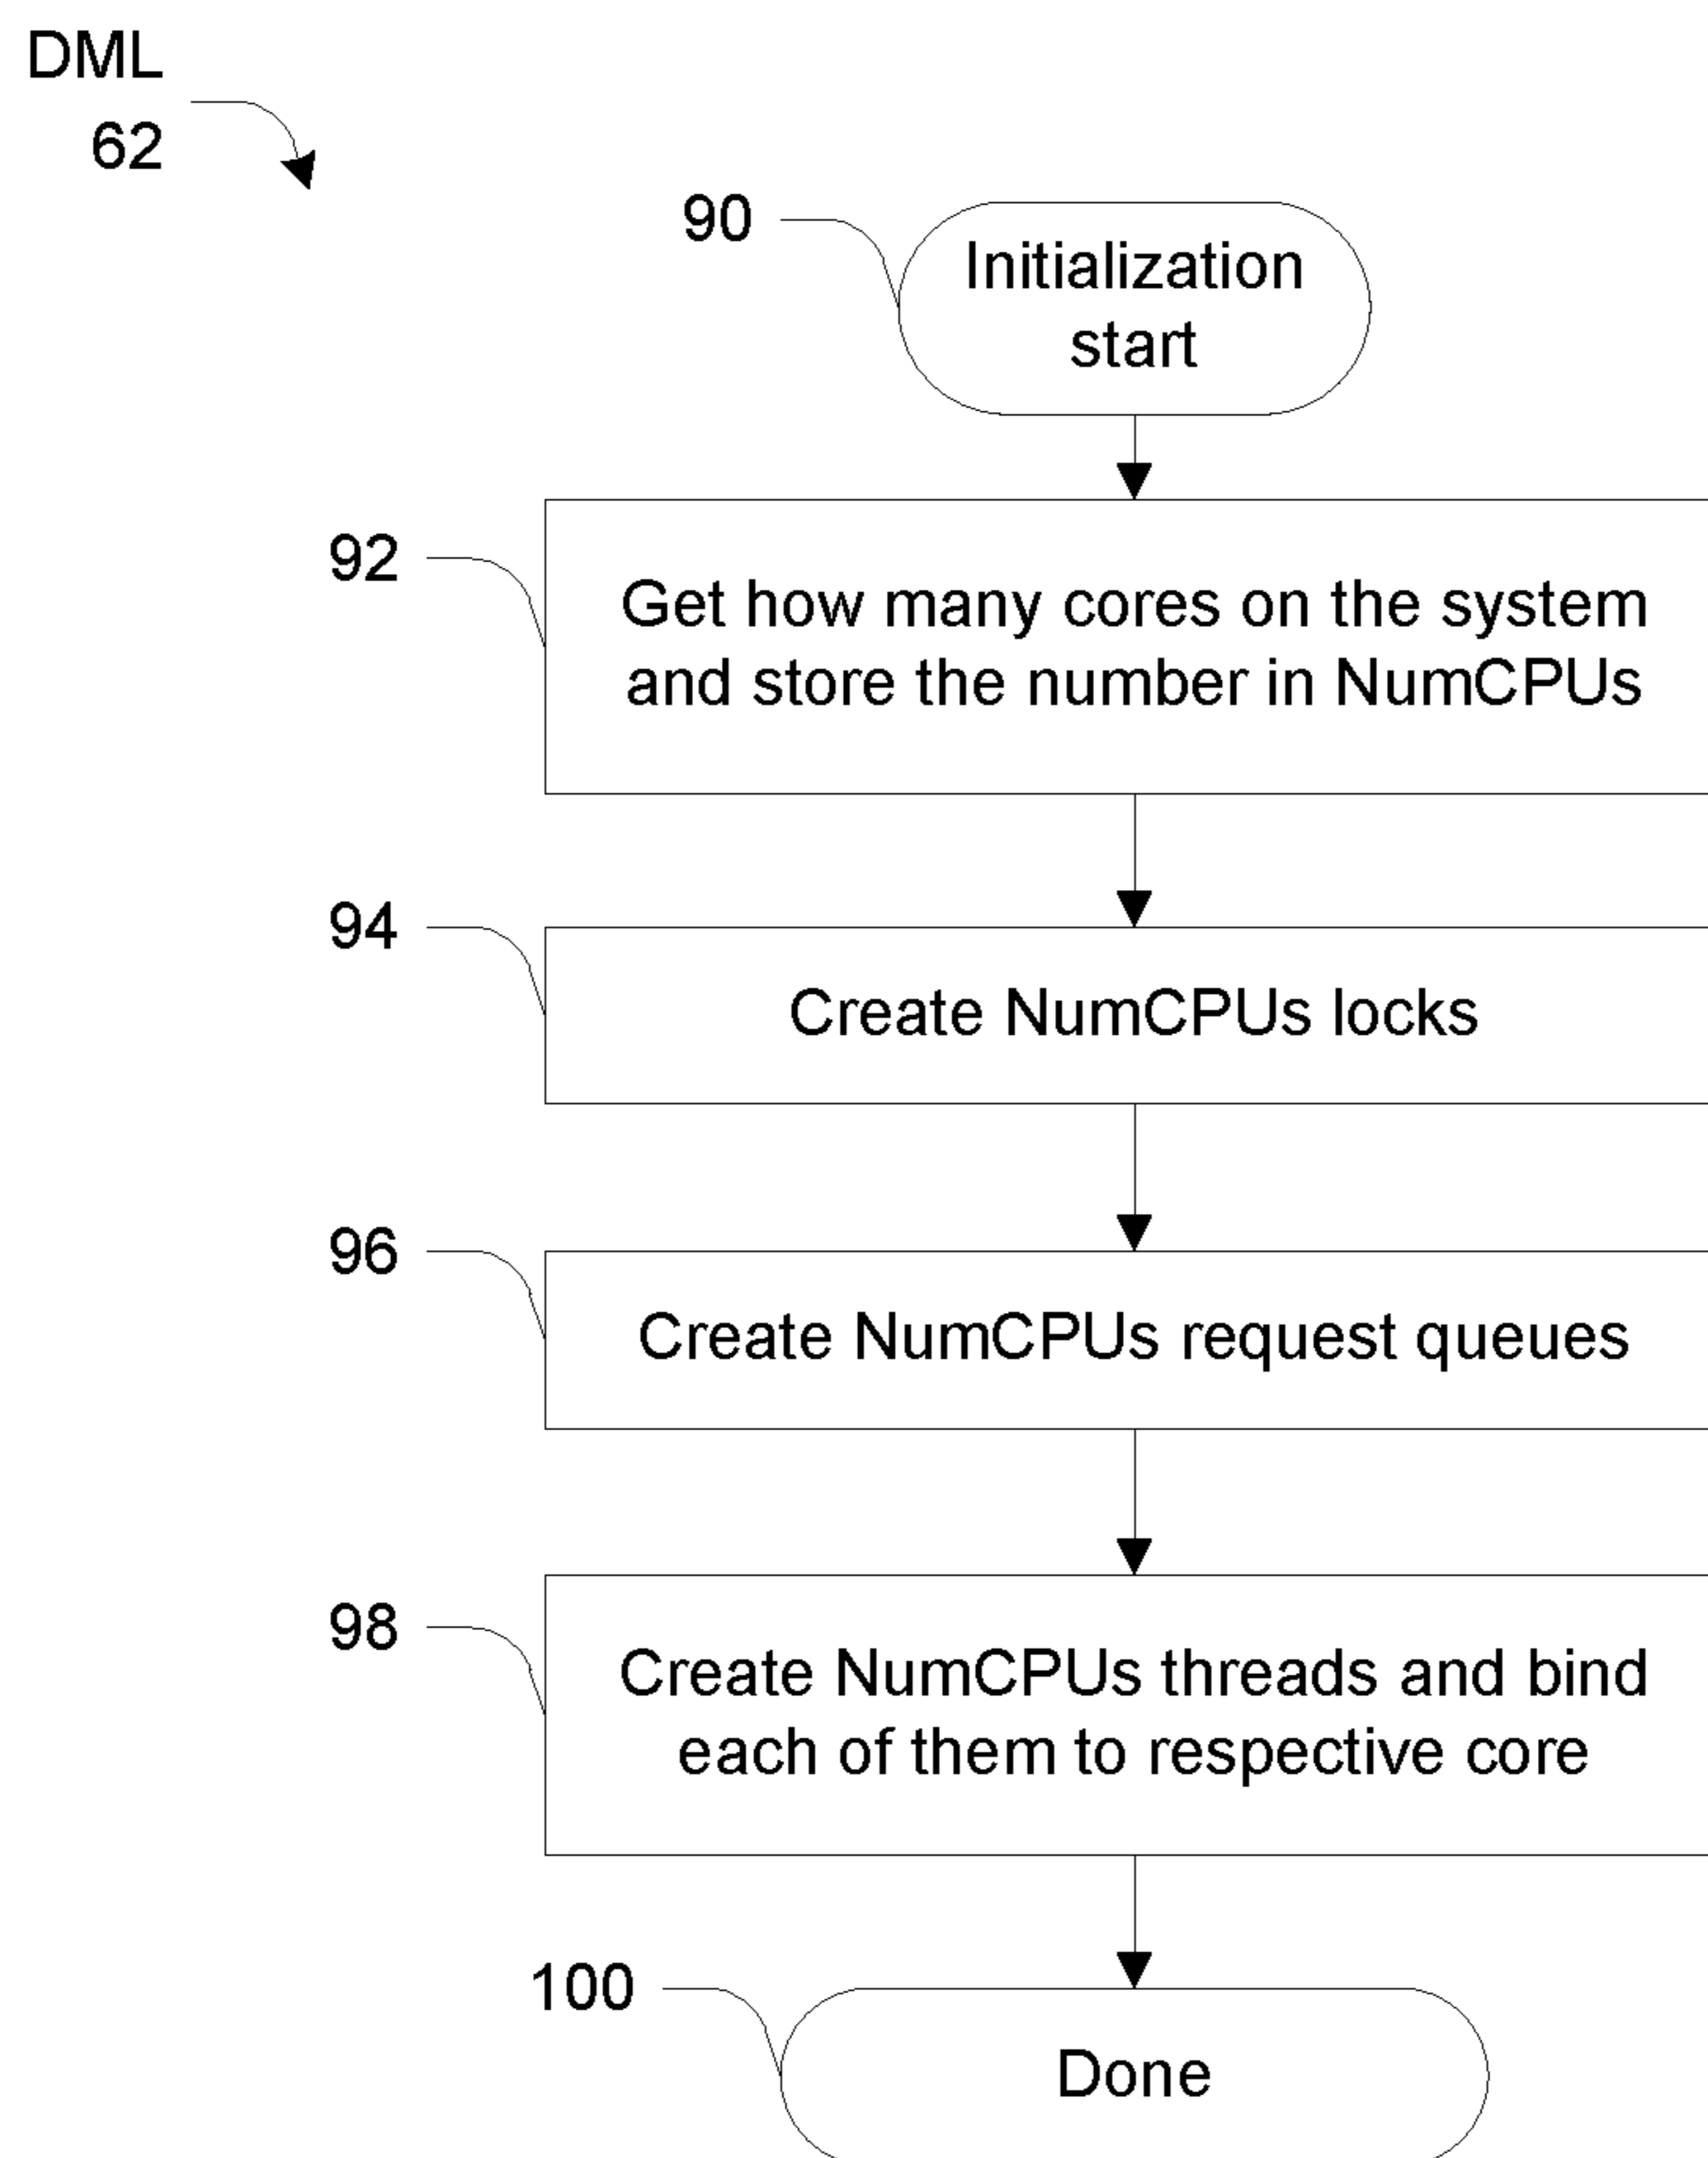 DML
62
90
Initialization
start
92
Get how many cores on the system
and store the number in NumCPUs
94
Create NumCPUs locks
96
Create NumCPUs request queues
98
Create NumCPUs threads and bind
each of them to respective core
100
Done